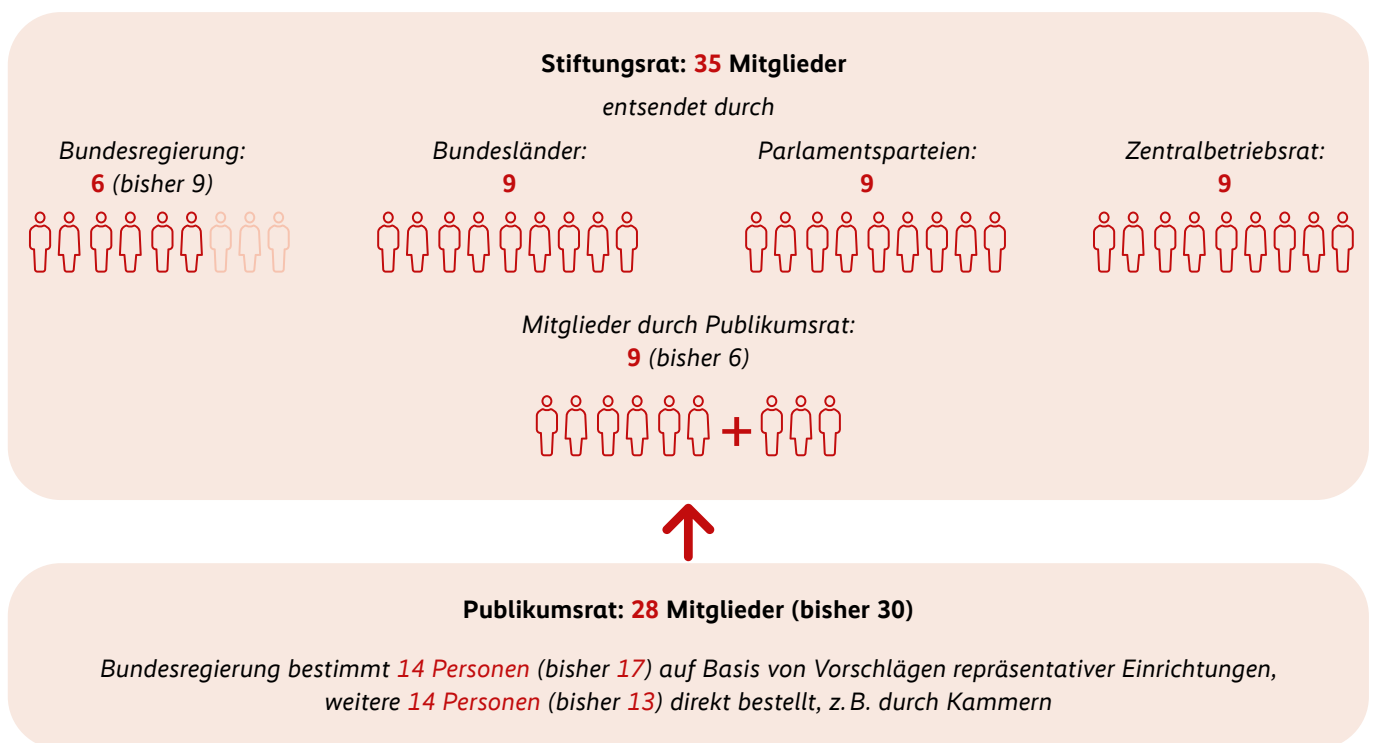 Stiftungsrat: 35 Mitglieder
entsendet durch
Bundesregierung:
6 (bisher 9)
Bundesländer:
9
Parlamentsparteien:
9
Zentralbetriebsrat:
9
Mitglieder durch Publikumsrat:
9 (bisher 6)
+
Publikumsrat: 28 Mitglieder (bisher 30)
Bundesregierung bestimmt 14 Personen (bisher 17) auf Basis von Vorschlägen repräsentativer Einrichtungen,
weitere 14 Personen (bisher 13) direkt bestellt, z. B. durch Kammern